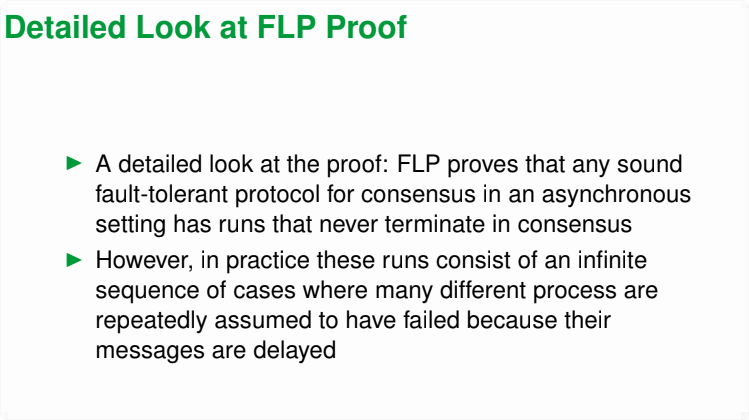 Detailed Look at FLP Proof
A detailed look at the proof: FLP proves that any sound
fault-tolerant protocol for consensus in an asynchronous
setting has runs that never terminate in consensus
However, in practice these runs consist of an infinite
sequence of cases where many different process are
repeatedly assumed to have failed because their
messages are delayed